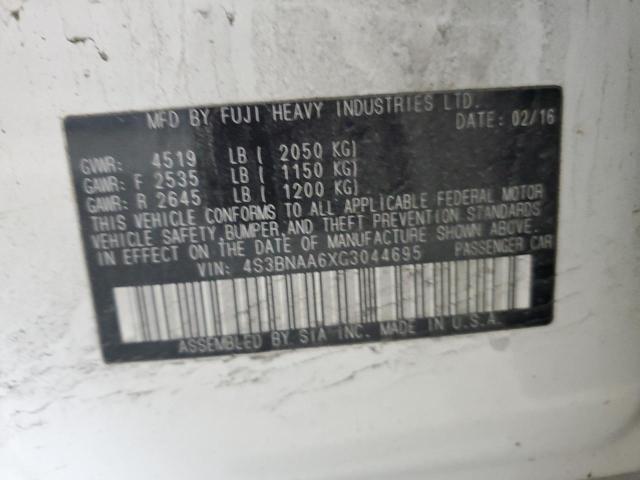 MFD BY FUJI HEAVY INDUSTRIES LTD.
DATE: 02/16
GVWR: 4519 LB ( 2050 KG)
GAWR: F 2535 LB ( 1150 KG)
GAWR: R 2645 LB ( 1200 KG)
THIS VEHICLE CONFORMS TO ALL APPLICABLE FEDERAL MOTOR
VEHICLE SAFETY, BUMPER, AND THEFT PREVENTION STANDARDS
IN EFFECT ON THE DATE OF MANUFACTURE SHOWN ABOVE.
VIN: 4S3BNAA6XG3044695 PASSENGER CAR
ASSEMBLED BY SIA INC. MADE IN U.S.A.